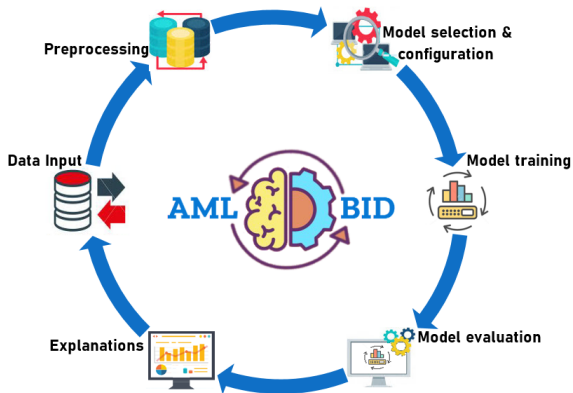 Preprocessing
Model selection &
configuration
Data Input
Model training
AML BID
Explanations
Model evaluation